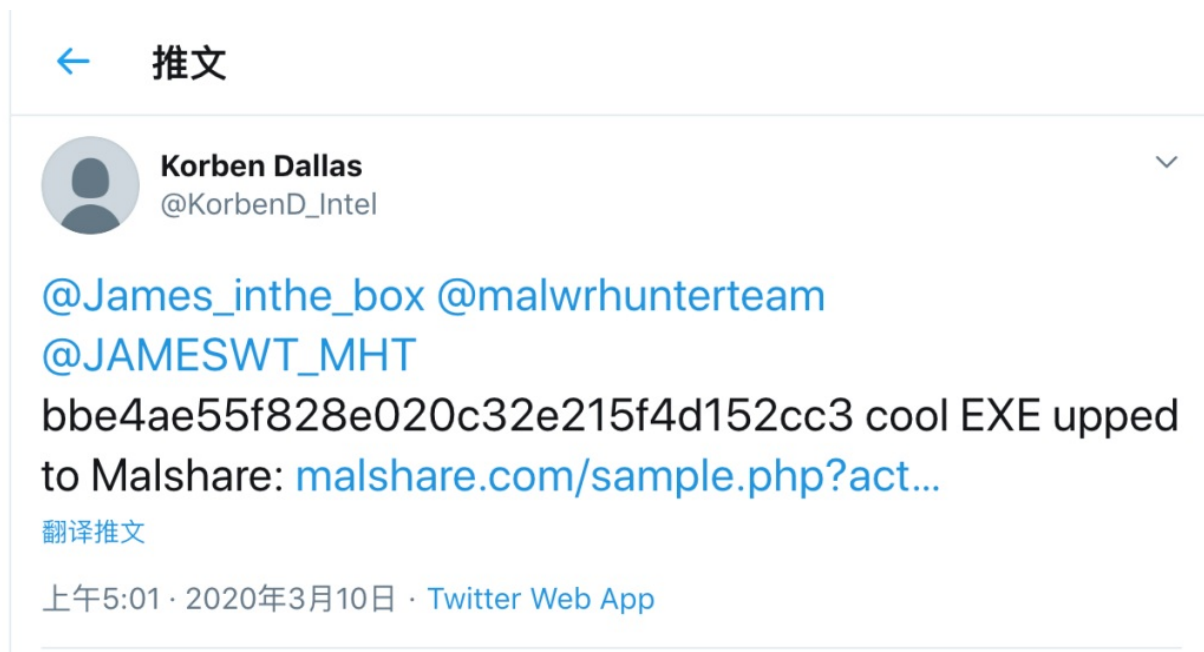 推文
Korben Dallas
@KorbenD_Intel
@James_inthe_box @malwrhunterteam
@JAMESWT_MHT
bbe4ae55f828e020c32e215f4d152cc3 cool EXE upped
to Malshare: malshare.com/sample.php?act...
翻译推文
上午5:01 · 2020年3月10日 · Twitter Web App